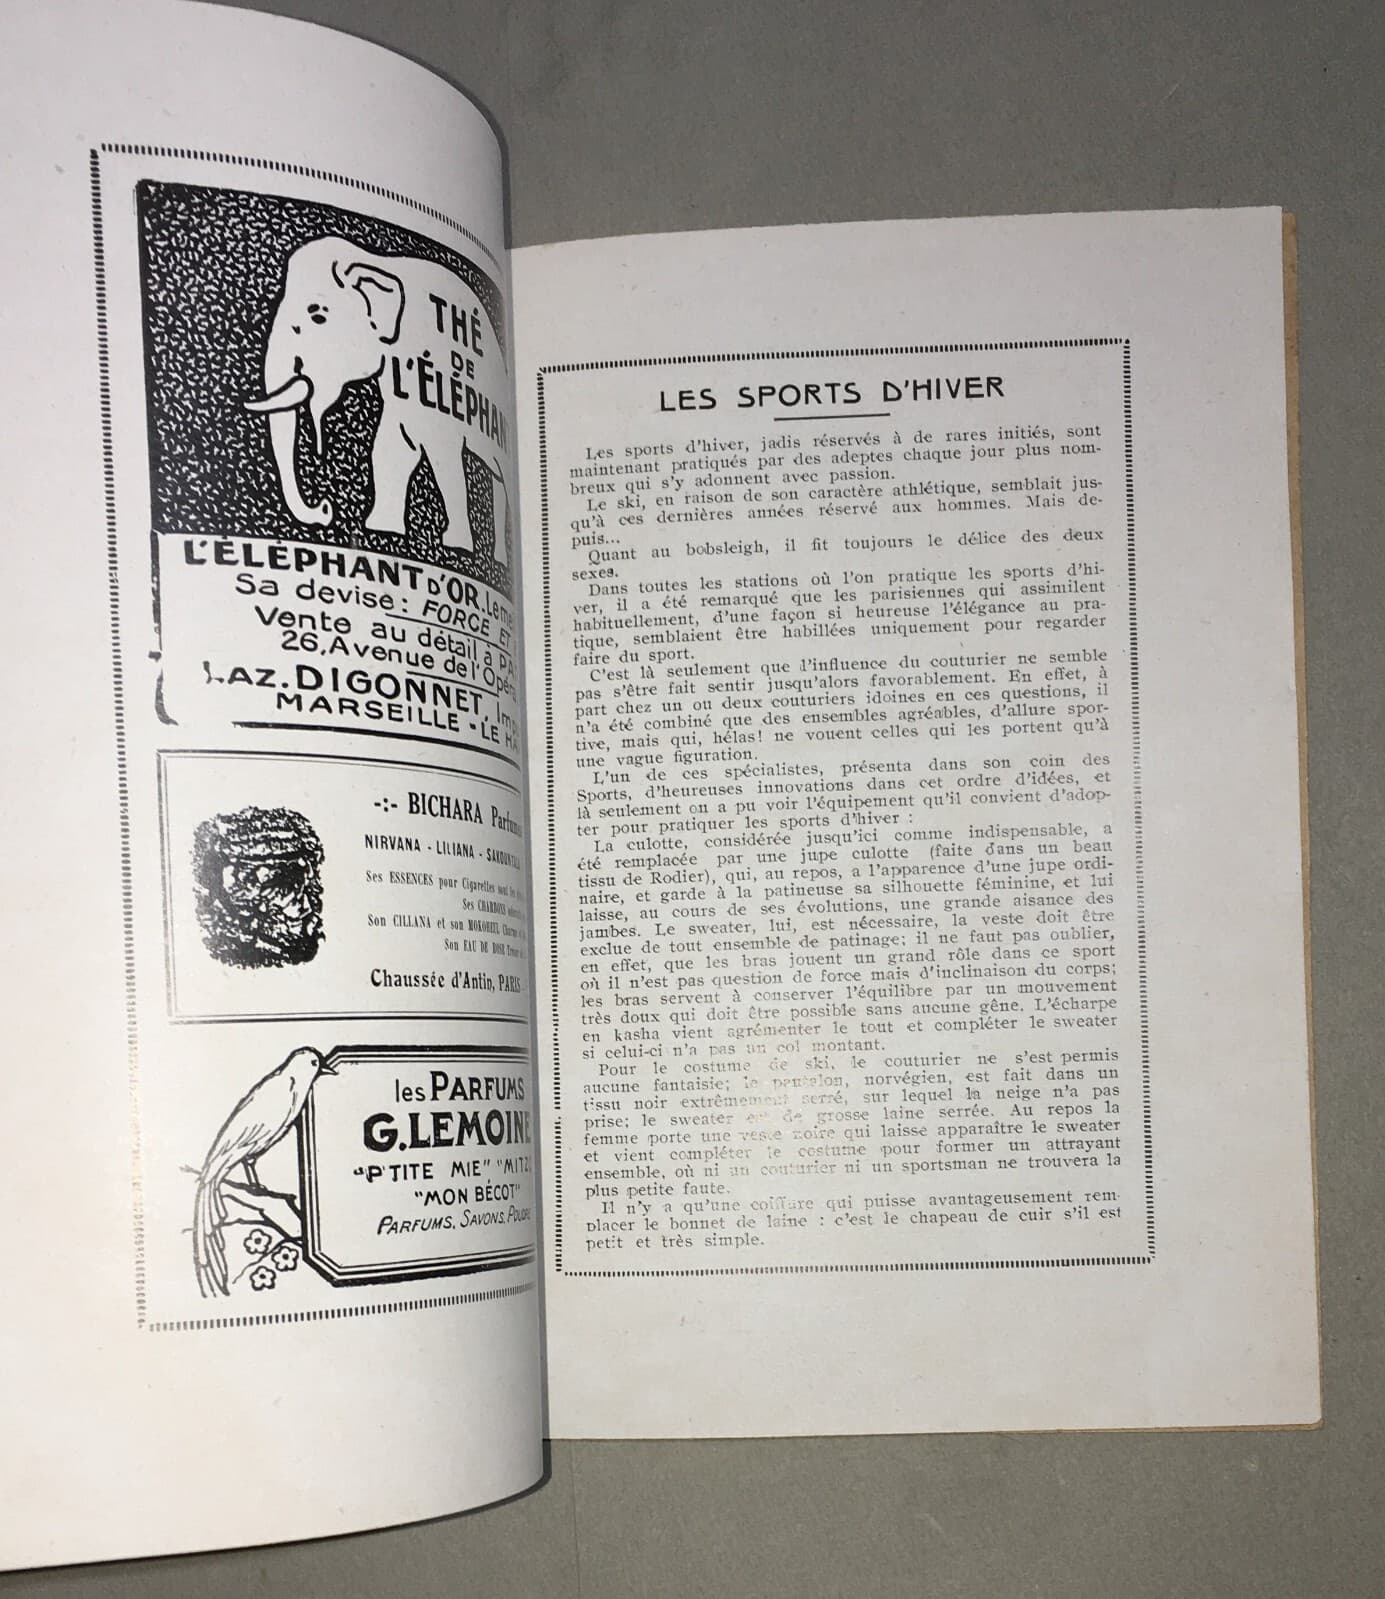 THÉ
DE
L'ÉLÉPHAN
L'ÉLÉPHANT D'OR.
Sa devise: FORCE ET
Vente au détail à PA
26, Avenue de l'Opéra
LAZ. DIGONNET, Imp
MARSEILLE - LE HA
-:- BICHARA Parfums
NIRVANA - LILIANA - SAKOUNTALA
Ses ESSENCES pour Cigarettes sont les
Ses CHARBONS
Son CILLANA et son MOKOHEUL Charme
Son EAU DE ROSE
Chaussée d'Antin, PARIS
les PARFUMS
G. LEMOINE
"P'TITE MIE" "MITZ
"MON BÉCOT"
PARFUMS, SAVONS, POUDRE
LES SPORTS D'HIVER
Les sports d'hiver, jadis réservés à de rares initiés, sont
maintenant pratiqués par des adeptes chaque jour plus nom-
breux qui s'y adonnent avec passion.
Le ski, en raison de son caractère athlétique, semblait jus-
qu'à ces dernières années réservé aux hommes. Mais de-
puis...
Quant au bobsleigh, il fit toujours le délice des deux
sexes.
Dans toutes les stations où l'on pratique les sports d'hi-
ver, il a été remarqué que les parisiennes qui assimilent
habituellement, d'une façon si heureuse l'élégance au pra-
tique, semblaient être habillées uniquement pour regarder
faire du sport.
C'est là seulement que l'influence du couturier ne semble
pas s'être fait sentir jusqu'alors favorablement. En effet, à
part chez un ou deux couturiers idoines en ces questions, il
n'a été combiné que des ensembles agréables, d'allure spor-
tive, mais qui, hélas! ne vouent celles qui les portent qu'à
une vague figuration.
L'un de ces spécialistes, présenta dans son coin des
Sports, d'heureuses innovations dans cet ordre d'idées, et
là seulement on a pu voir l'équipement qu'il convient d'adop-
ter pour pratiquer les sports d'hiver :
La culotte, considérée jusqu'ici comme indispensable, a
été remplacée par une jupe culotte (faite dans un beau
tissu de Rodier), qui, au repos, a l'apparence d'une jupe ordi-
naire, et garde à la patineuse sa silhouette féminine, et lui
laisse, au cours de ses évolutions, une grande aisance des
jambes. Le sweater, lui, est nécessaire, la veste doit être
exclue de tout ensemble de patinage; il ne faut pas oublier,
en effet, que les bras jouent un grand rôle dans ce sport
où il n'est pas question de force mais d'inclinaison du corps;
les bras servent à conserver l'équilibre par un mouvement
très doux qui doit être possible sans aucune gêne. L'écharpe
en kasha vient agrémenter le tout et compléter le sweater
si celui-ci n'a pas un col montant.
Pour le costume de ski, le couturier ne s'est permis
aucune fantaisie; le pantalon, norvégien, est fait dans un
tissu noir extrêmement serré, sur lequel la neige n'a pas
prise; le sweater est de grosse laine serrée. Au repos la
femme porte une veste noire qui laisse apparaître le sweater
et vient compléter le costume pour former un attrayant
ensemble, où ni un couturier ni un sportsman ne trouvera la
plus petite faute.
Il n'y a qu'une coiffure qui puisse avantageusement rem-
placer le bonnet de laine : c'est le chapeau de cuir s'il est
petit et très simple.